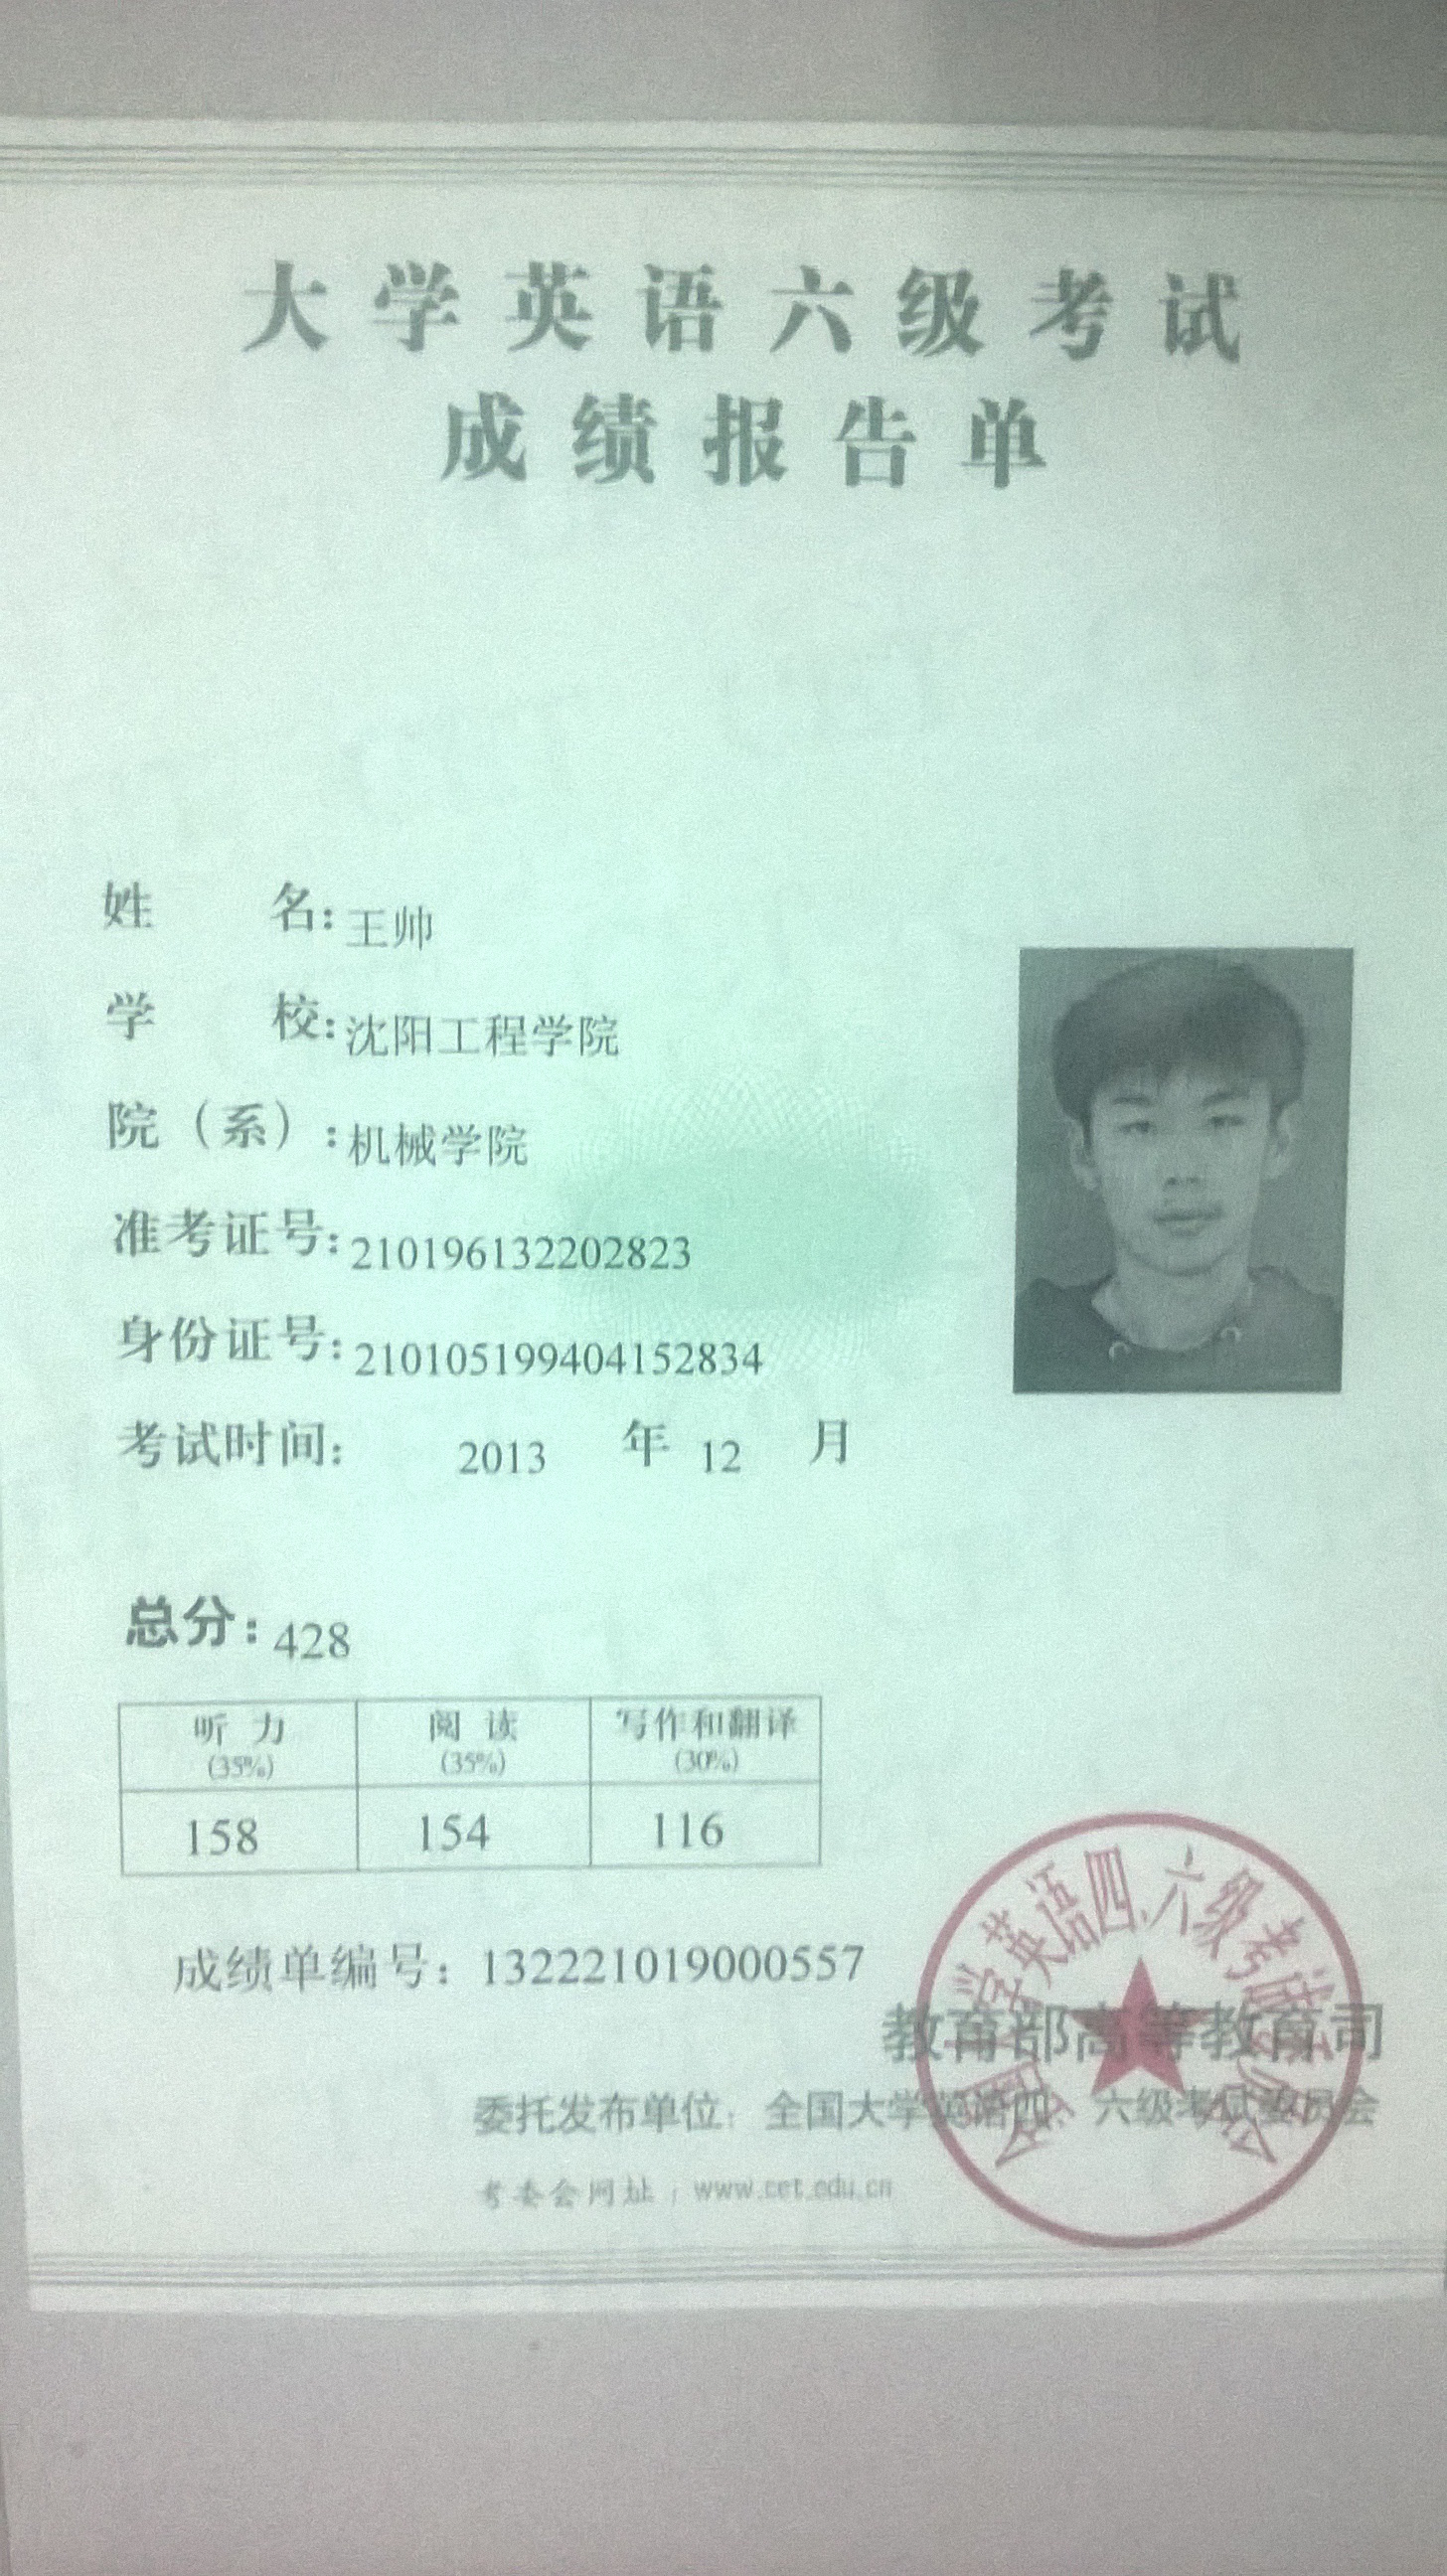 大学英语六级考试
成绩报告单
姓 名：王帅
学 校：沈阳工程学院
院（系）：机械学院
准考证号：210196132202823
身份证号：210105199404152834
考试时间： 2013 年 12 月
总分：428
听 力 阅 读 写作和翻译
(35%) (35%) (30%)
158 154 116
成绩单编号：132221019000557
全国大学英语四、六级考试委员会
教育部高等教育司
委托发布单位：全国大学英语四、六级考试委员会
考委会网址：www.cet.edu.cn